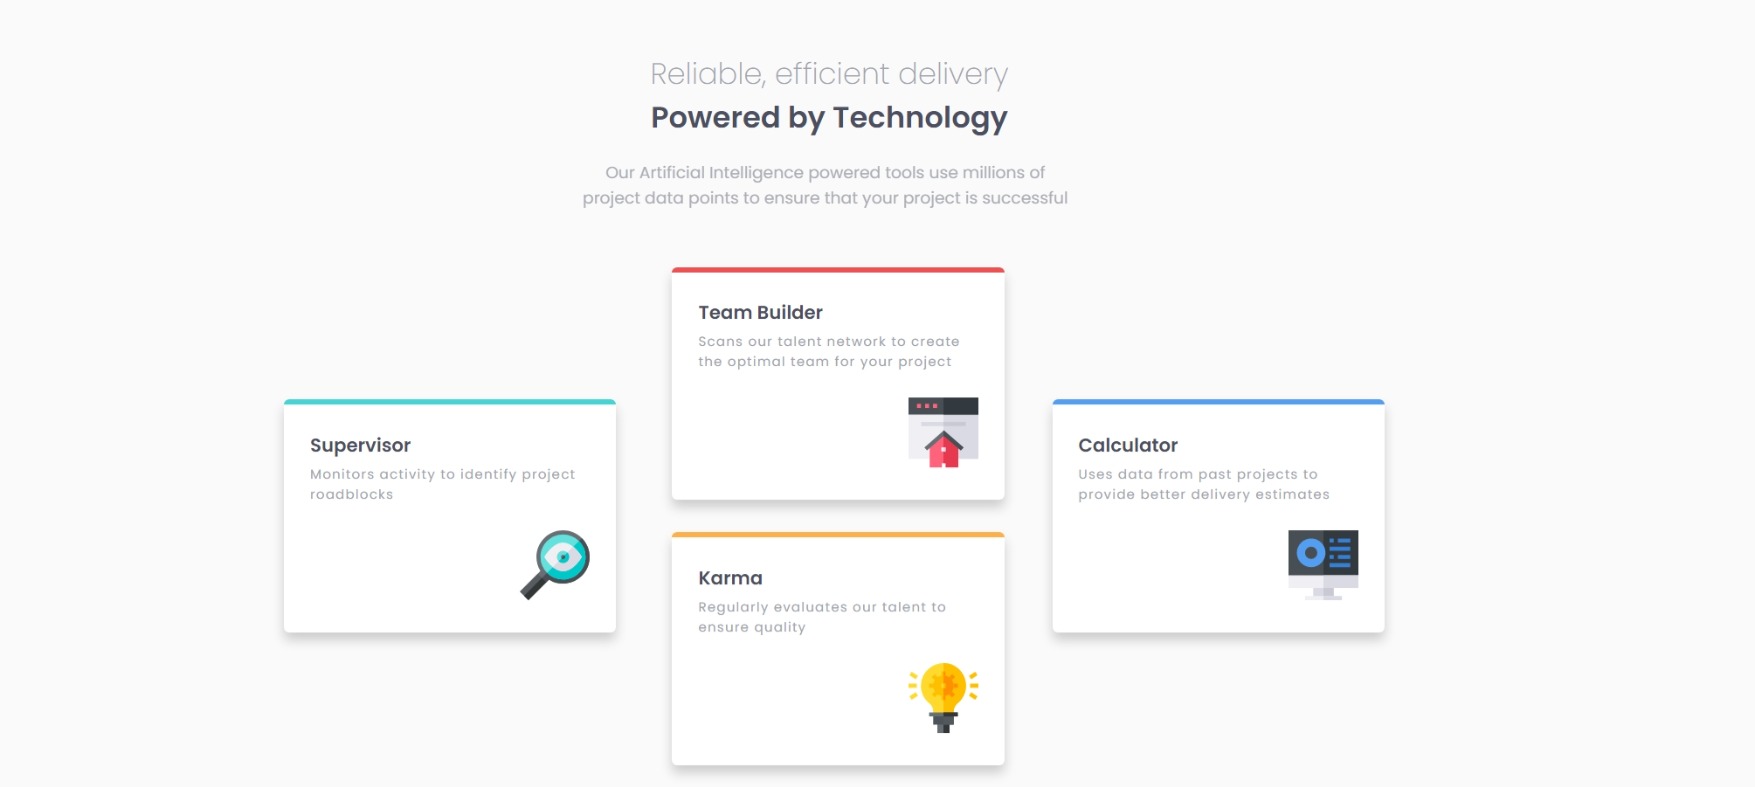 Reliable, efficient delivery
Powered by Technology
Our Artificial Intelligence powered tools use millions of
project data points to ensure that your project is successful
Supervisor
Monitors activity to identify project
roadblocks
Team Builder
Scans our talent network to create
the optimal team for your project
Karma
Regularly evaluates our talent to
ensure quality
Calculator
Uses data from past projects to
provide better delivery estimates